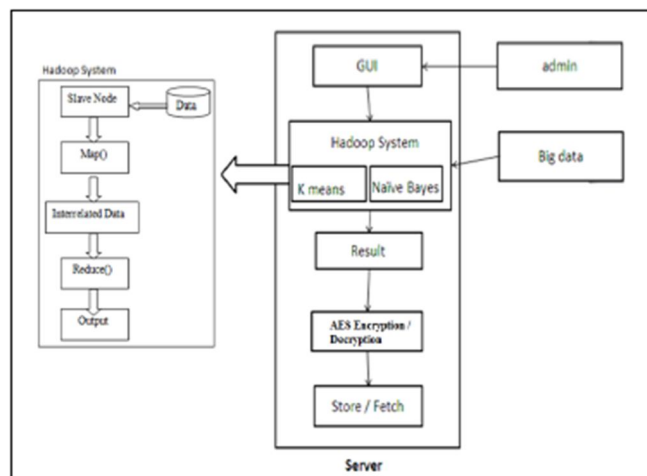 Hadoop System
Slave Node
Data
Map()
Interrelated Data
Reduce()
Output
GUI
admin
Hadoop System
K means
Naïve Bayes
Big data
Result
AES Encryption /
Decryption
Store / Fetch
Server